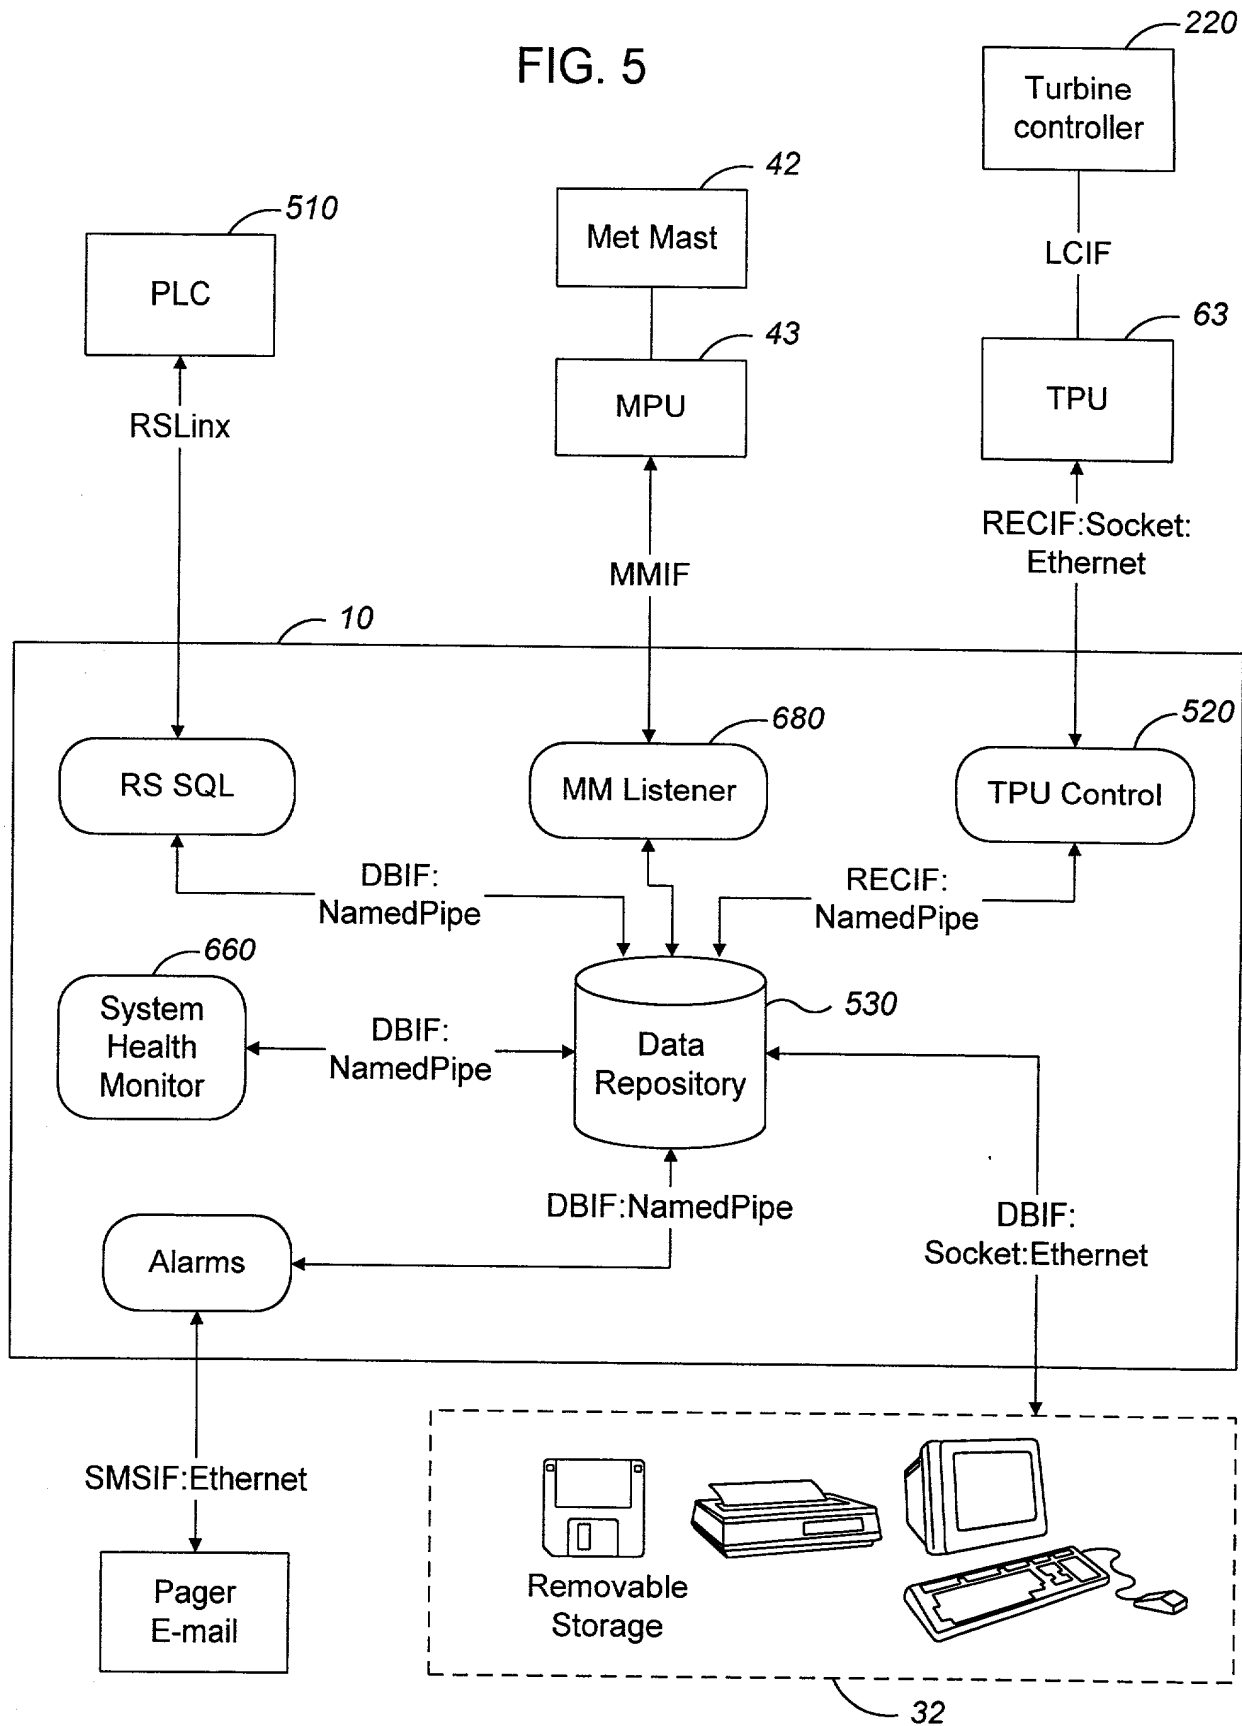 220
FIG. 5
Turbine
controller
42
510
Met Mast
LCIF
PLC
43
63
MPU
TPU
RSLinx
RECIF:Socket:
Ethernet
MMIF
10
680
520
RS SQL
MM Listener
TPU Control
DBIF:
NamedPipe
RECIF:
NamedPipe
660
System
Health
Monitor
DBIF:
NamedPipe
530
Data
Repository
DBIF:NamedPipe
DBIF:
Socket:Ethernet
Alarms
SMSIF:Ethernet
Removable
Storage
Pager
E-mail
32